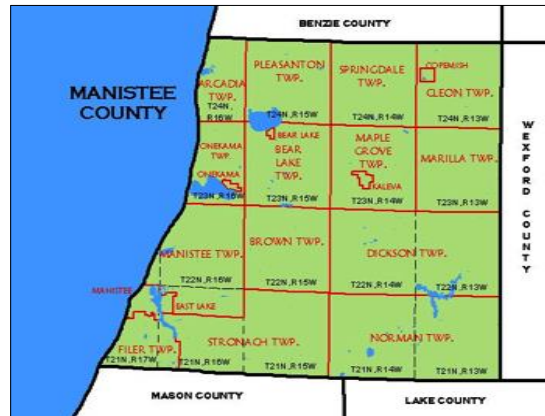 BENZIE COUNTY
MANISTEE
COUNTY
ARCADIA
TWP.
T24N,
R16W
PLEASANTON
TWP.
T24N,R15W
SPRINGDALE
TWP.
T24N,R14W
COPEMISH
CLEON TWP.
T24N,R13W
ONEKAMA
TWP.
ONEKAMA
T23N,R16W
BEAR LAKE
BEAR
LAKE TWP.
T23N,R15W
MAPLE
GROVE
TWP.
KALEVA
T23N,R14W
MARILLA TWP.
T23N,R13W
WEXFORD COUNTY
MANISTEE TWP.
T22N,R16W
BROWN TWP.
T22N,R15W
DICKSON TWP.
T22N,R14W
T22N,R13W
MANISTEE
EAST LAKE
FILER TWP.
T21N,R17W
STRONACH TWP.
T21N,R16W
T21N,R15W
NORMAN TWP.
T21N,R14W
T21N,R13W
MASON COUNTY
LAKE COUNTY